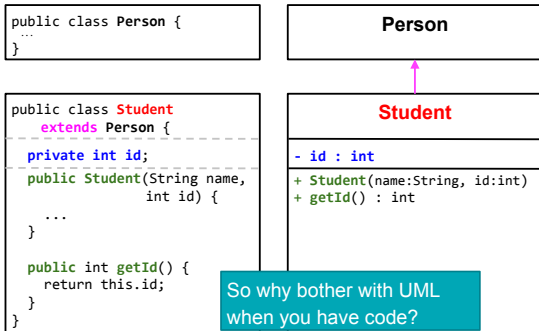 public class Person {
...
}
Person
public class Student
extends Person {
private int id;
public Student(String name,
int id) {
...
}
public int getId() {
return this.id;
}
}
Student
- id : int
+ Student(name:String, id:int)
+ getId() : int
So why bother with UML
when you have code?